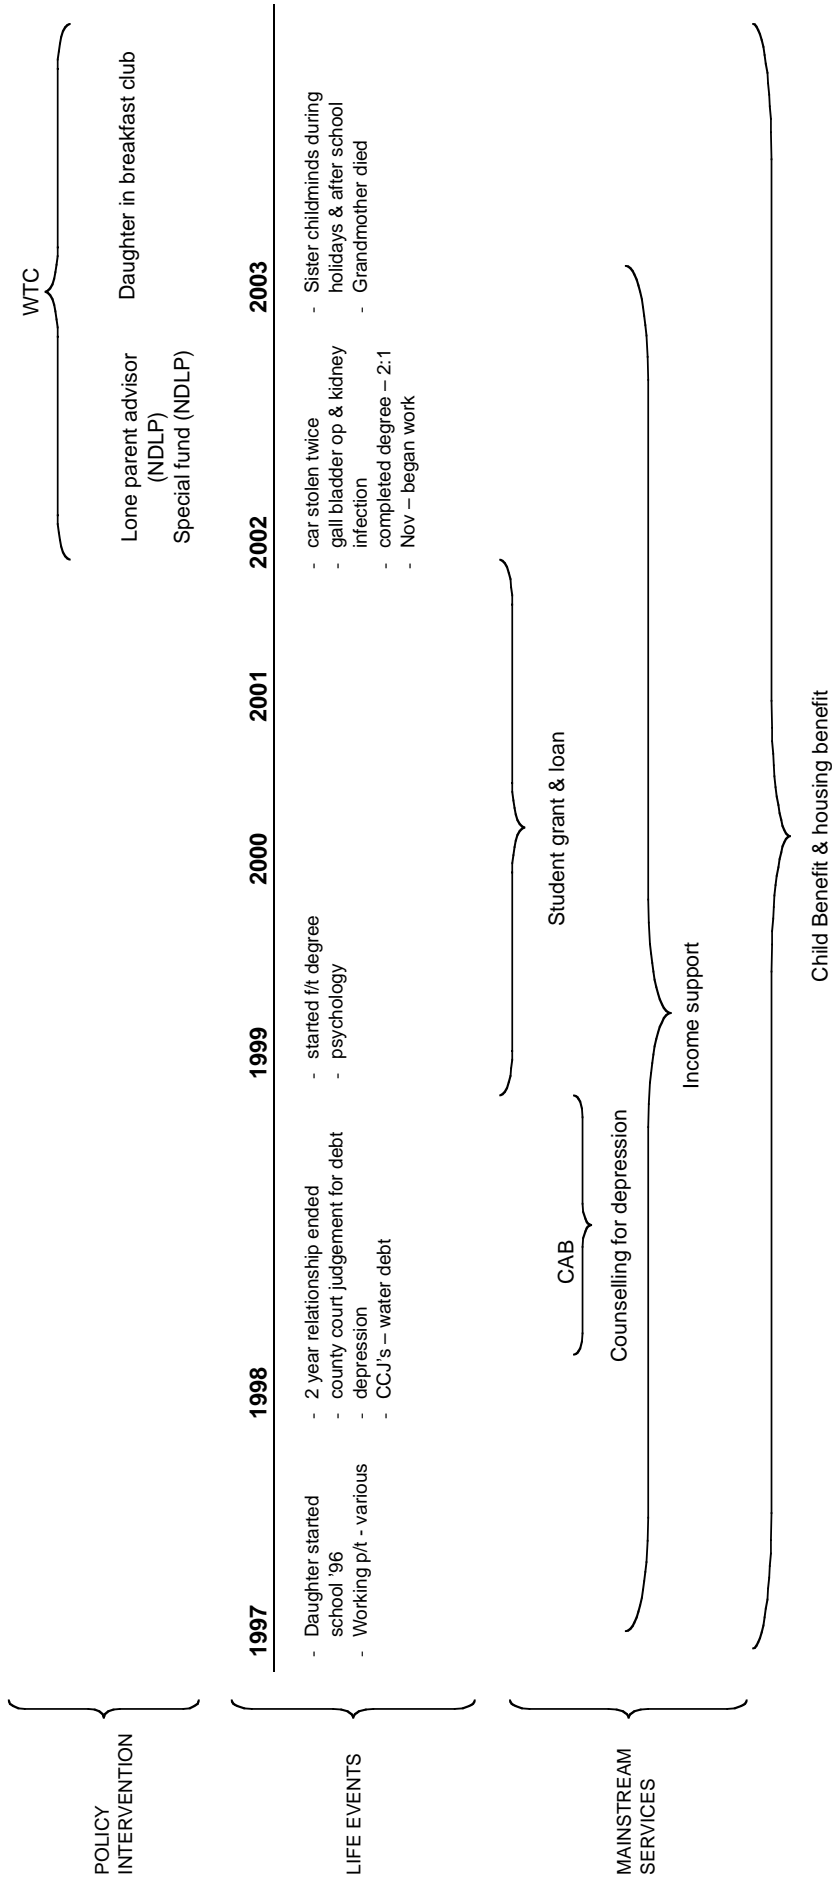 POLICY
INTERVENTION
WTC
Lone parent advisor
(NDLP)
Special fund (NDLP)
Daughter in breakfast club
LIFE EVENTS
1997
1998
1999
2000
2001
2002
2003
- Daughter started
school '96
- Working p/t - various
- 2 year relationship ended
- county court judgement for debt
- depression
- CCJ's – water debt
- started f/t degree
- psychology
- car stolen twice
- gall bladder op & kidney
infection
- completed degree – 2:1
- Nov – began work
- Sister childminds during
holidays & after school
- Grandmother died
MAINSTREAM
SERVICES
Student grant & loan
CAB
Counselling for depression
Income support
Child Benefit & housing benefit